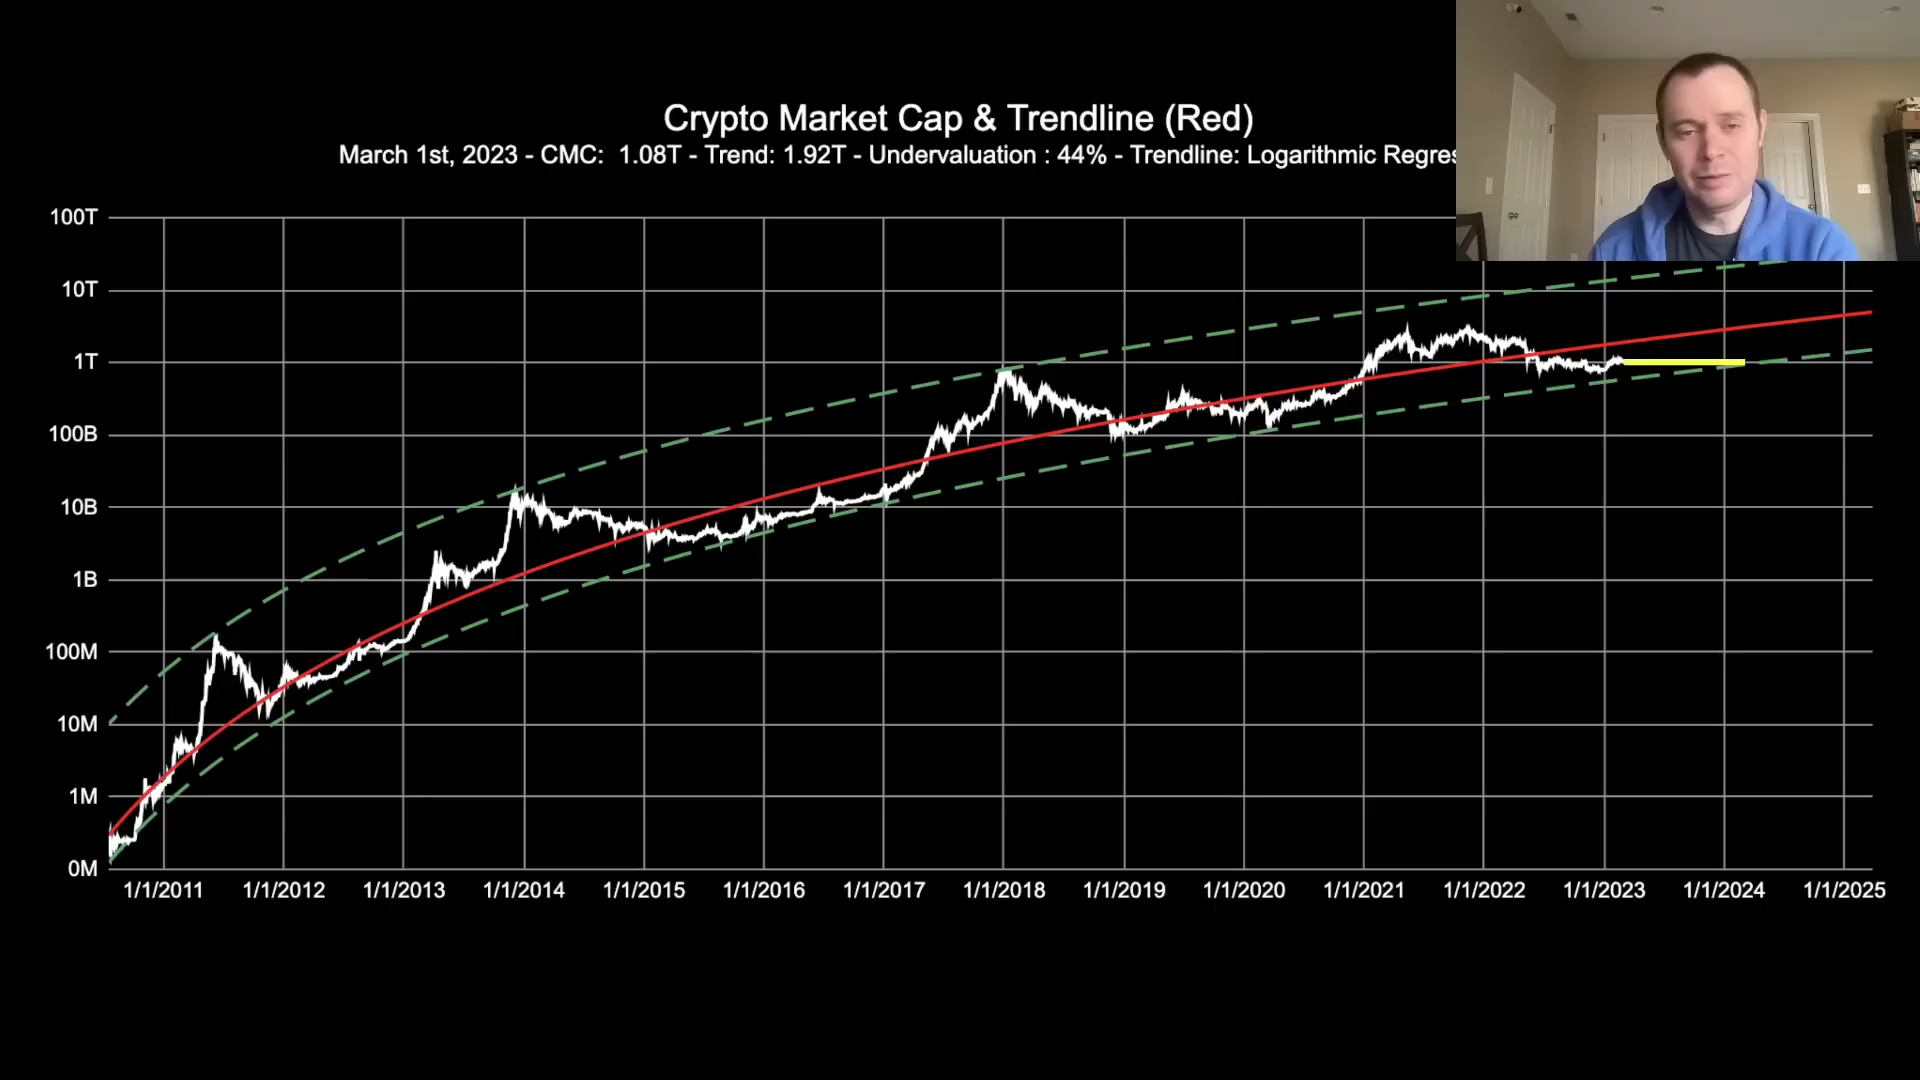 Crypto Market Cap & Trendline (Red)
March 1st, 2023 - CMC:  1.08T - Trend: 1.92T - Undervaluation : 44% - Trendline: Logarithmic
100T
10T
1T
100B
10B
1B
100M
10M
1M
0M
1/1/2011 1/1/2012 1/1/2013 1/1/2014 1/1/2015 1/1/2016 1/1/2017 1/1/2018 1/1/2019 1/1/2020 1/1/2021 1/1/2022 1/1/2023 1/1/2024 1/1/2025